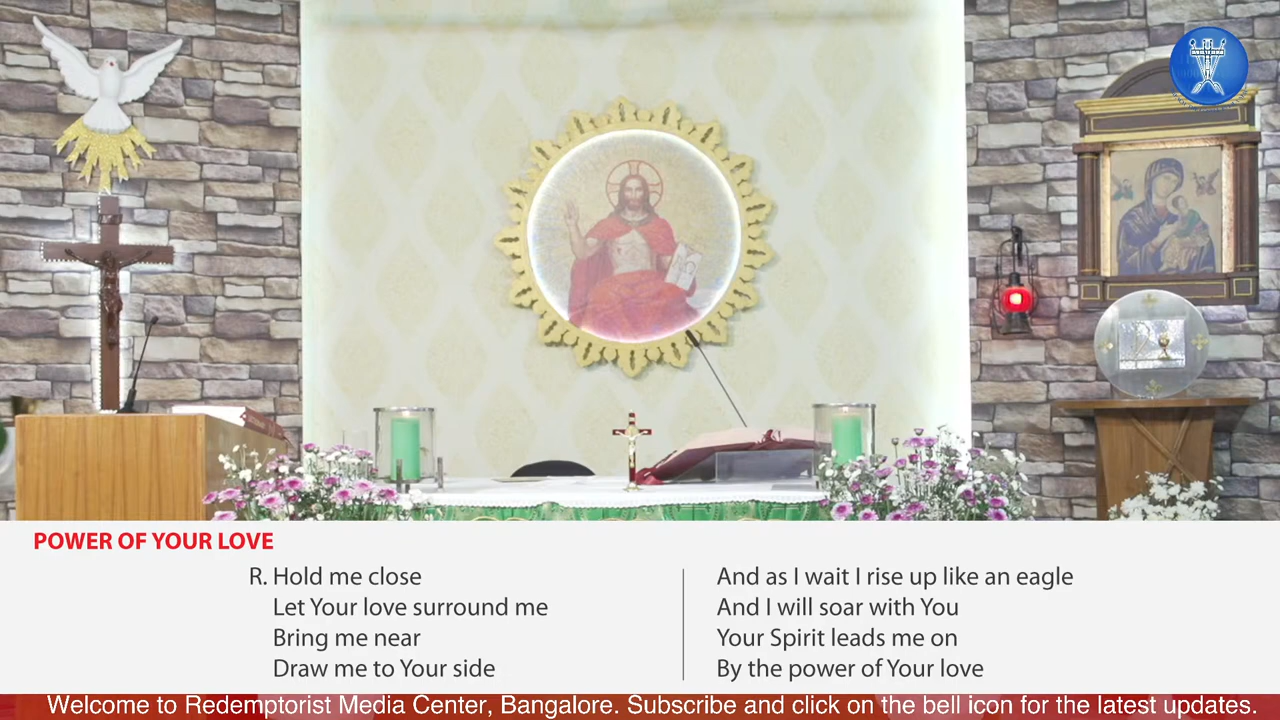 POWER OF YOUR LOVE
R. Hold me close
Let Your love surround me
Bring me near
Draw me to Your side
And as I wait I rise up like an eagle
And I will soar with You
Your Spirit leads me on
By the power of Your love
Welcome to Redemptorist Media Center, Bangalore. Subscribe and click on the bell icon for the latest updates.